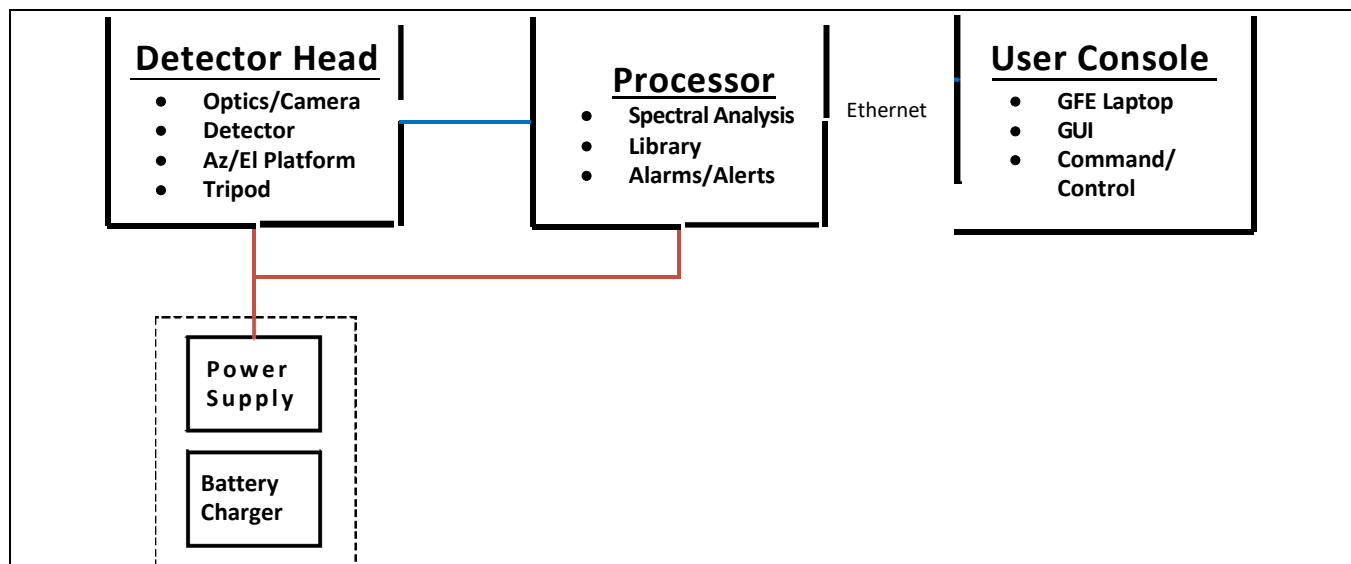 Detector Head
• Optics/Camera
• Detector
• Az/El Platform
• Tripod
Processor
• Spectral Analysis
• Library
• Alarms/Alerts
Ethernet
User Console
• GFE Laptop
• GUI
• Command/
Control
Power
Supply
Battery
Charger